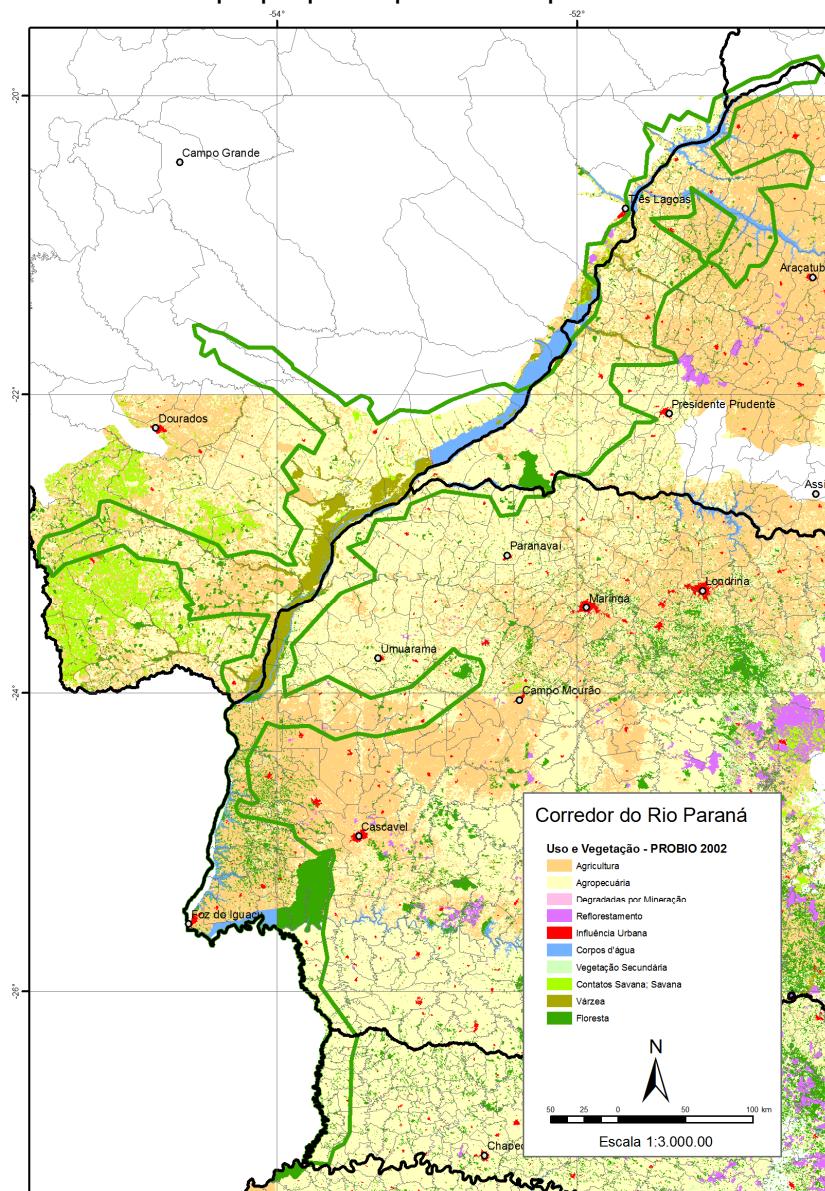 -54°
-52°
-20°
Campo Grande
Três Lagoas
Araçatub
-22°
Presidente Prudente
Dourados
Assi
Paranavaí
Londrina
Maringá
Umuarama
-24°
Campo Mourão
Cascavel
Foz do Iguaçu
-26°
Chapec
Corredor do Rio Paraná
Uso e Vegetação - PROBIO 2002
Agricultura
Agropecuária
Degradadas por Mineração
Reflorestamento
Influência Urbana
Corpos d'água
Vegetação Secundária
Contatos Savana; Savana
Várzea
Floresta
N
50 25 0 50 100 km
Escala 1:3.000.00